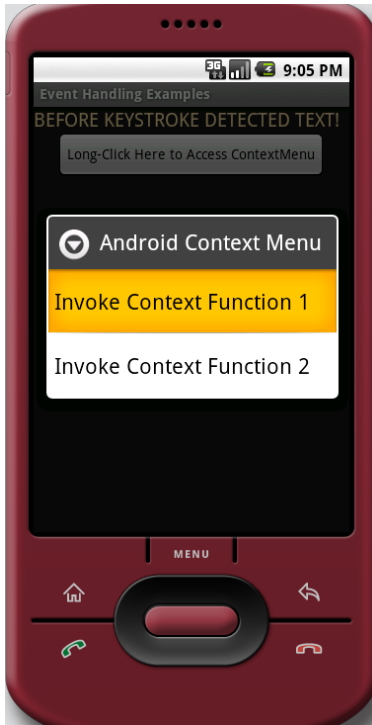 3G
9:05 PM
Event Handling Examples
BEFORE KEYSTROKE DETECTED TEXT!
Long-Click Here to Access ContextMenu
Android Context Menu
Invoke Context Function 1
Invoke Context Function 2
MENU